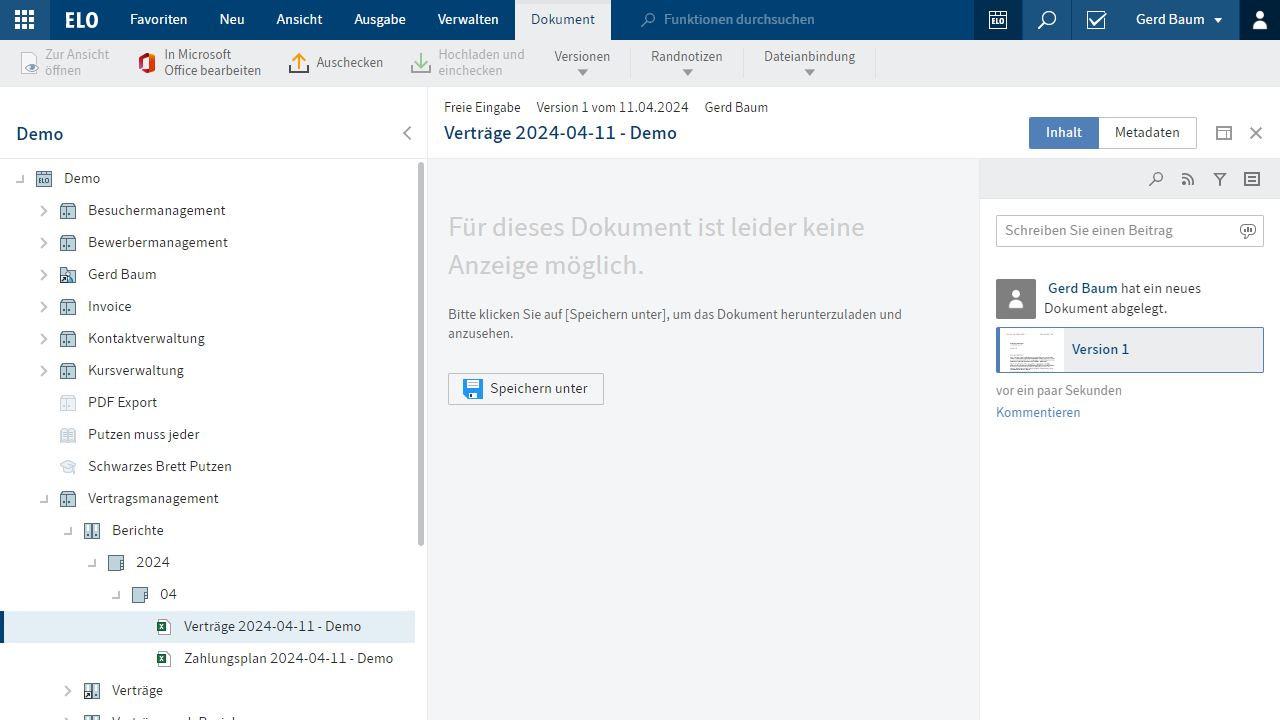 ELO
Favoriten
Neu
Ansicht
Ausgabe
Verwalten
Dokument
Funktionen durchsuchen
ELO
Gerd Baum
Zur Ansicht
öffnen
In Microsoft
Office bearbeiten
Auschecken
Hochladen und
einchecken
Versionen
Randnotizen
Dateianbindung
Demo
Freie Eingabe
Version 1 vom 11.04.2024
Gerd Baum
Verträge 2024-04-11 - Demo
Inhalt
Metadaten
ELO
Demo
Besuchermanagement
Bewerbermanagement
Gerd Baum
Invoice
Kontaktverwaltung
Kursverwaltung
PDF Export
Putzen muss jeder
Schwarzes Brett Putzen
Vertragsmanagement
Berichte
2024
04
Verträge 2024-04-11 - Demo
Zahlungsplan 2024-04-11 - Demo
Verträge
Für dieses Dokument ist leider keine
Anzeige möglich.
Bitte klicken Sie auf [Speichern unter], um das Dokument herunterzuladen und
anzusehen.
Speichern unter
Schreiben Sie einen Beitrag
Gerd Baum hat ein neues
Dokument abgelegt.
Version 1
vor ein paar Sekunden
Kommentieren